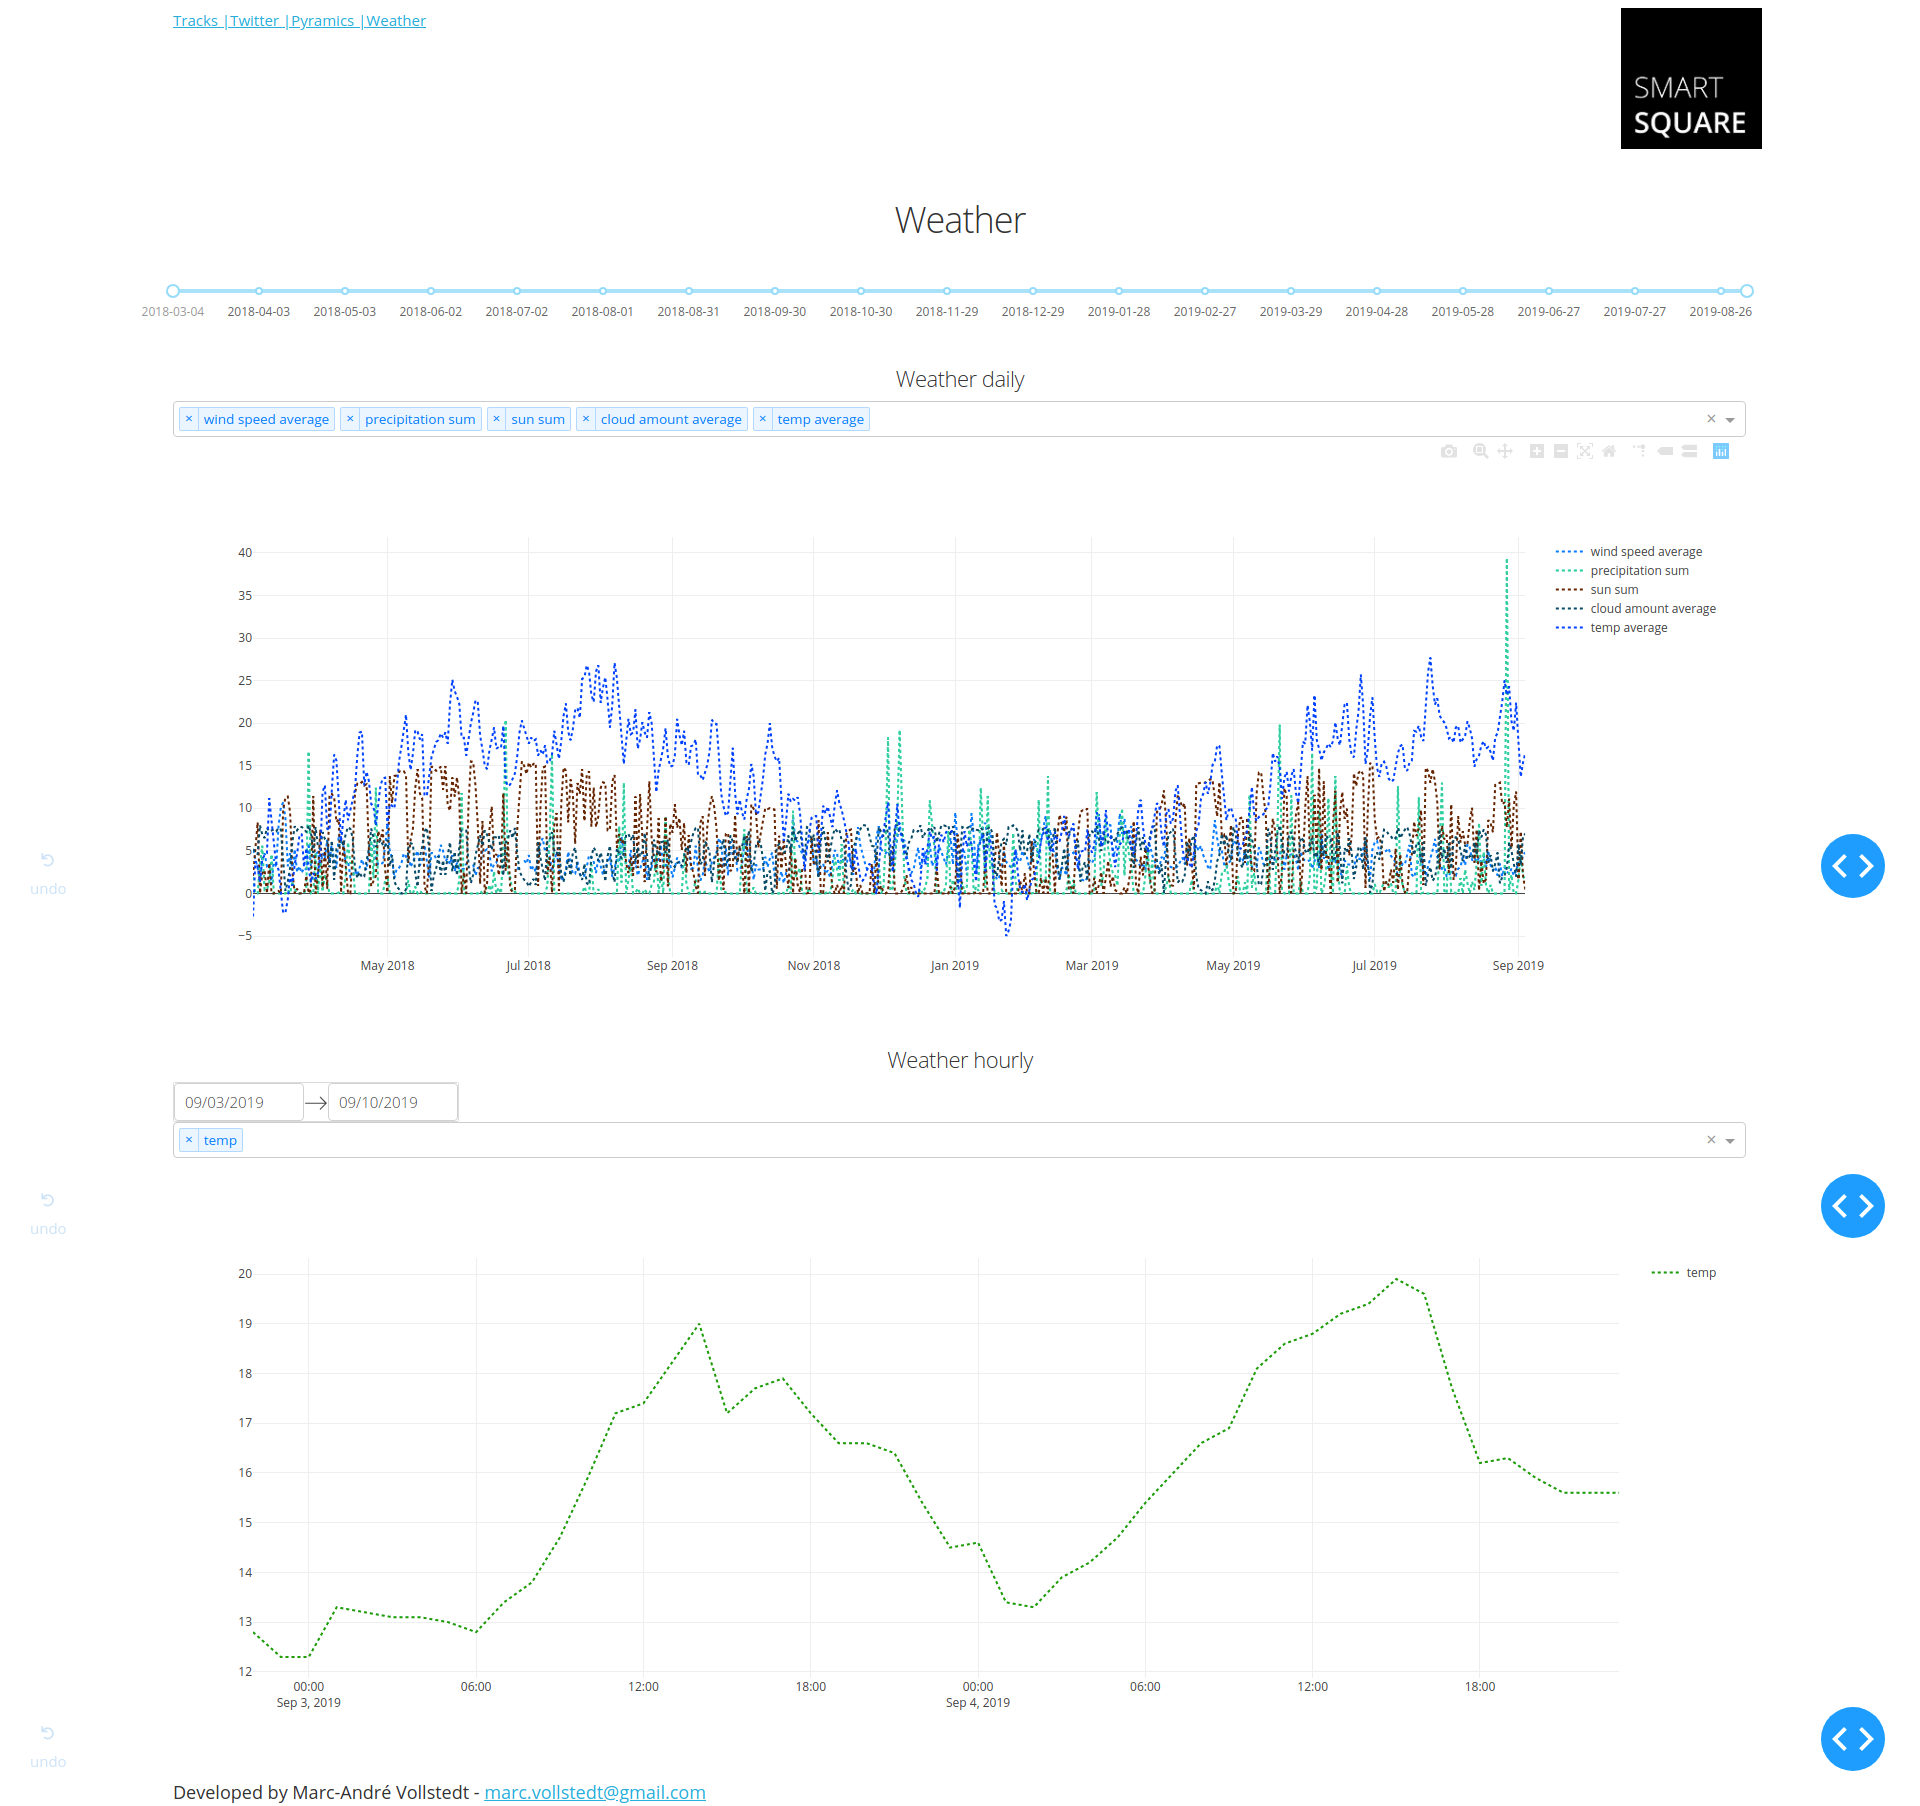 Tracks |Twitter |Pyramics |Weather
SMART
SQUARE
Weather
2018-03-04 2018-04-03 2018-05-03 2018-06-02 2018-07-02 2018-08-01 2018-08-31 2018-09-30 2018-10-30 2018-11-29 2018-12-29 2019-01-28 2019-02-27 2019-03-29 2019-04-28 2019-05-28 2019-06-27 2019-07-27 2019-08-26
Weather daily
× wind speed average × precipitation sum × sun sum × cloud amount average × temp average ×
40
35
30
25
20
15
10
5
0
−5
May 2018 Jul 2018 Sep 2018 Nov 2018 Jan 2019 Mar 2019 May 2019 Jul 2019 Sep 2019
wind speed average
precipitation sum
sun sum
cloud amount average
temp average
undo
Weather hourly
09/03/2019 → 09/10/2019
× temp ×
undo
20
19
18
17
16
15
14
13
12
00:00 06:00 12:00 18:00 00:00 06:00 12:00 18:00
Sep 3, 2019 Sep 4, 2019
temp
undo
Developed by Marc-André Vollstedt - marc.vollstedt@gmail.com